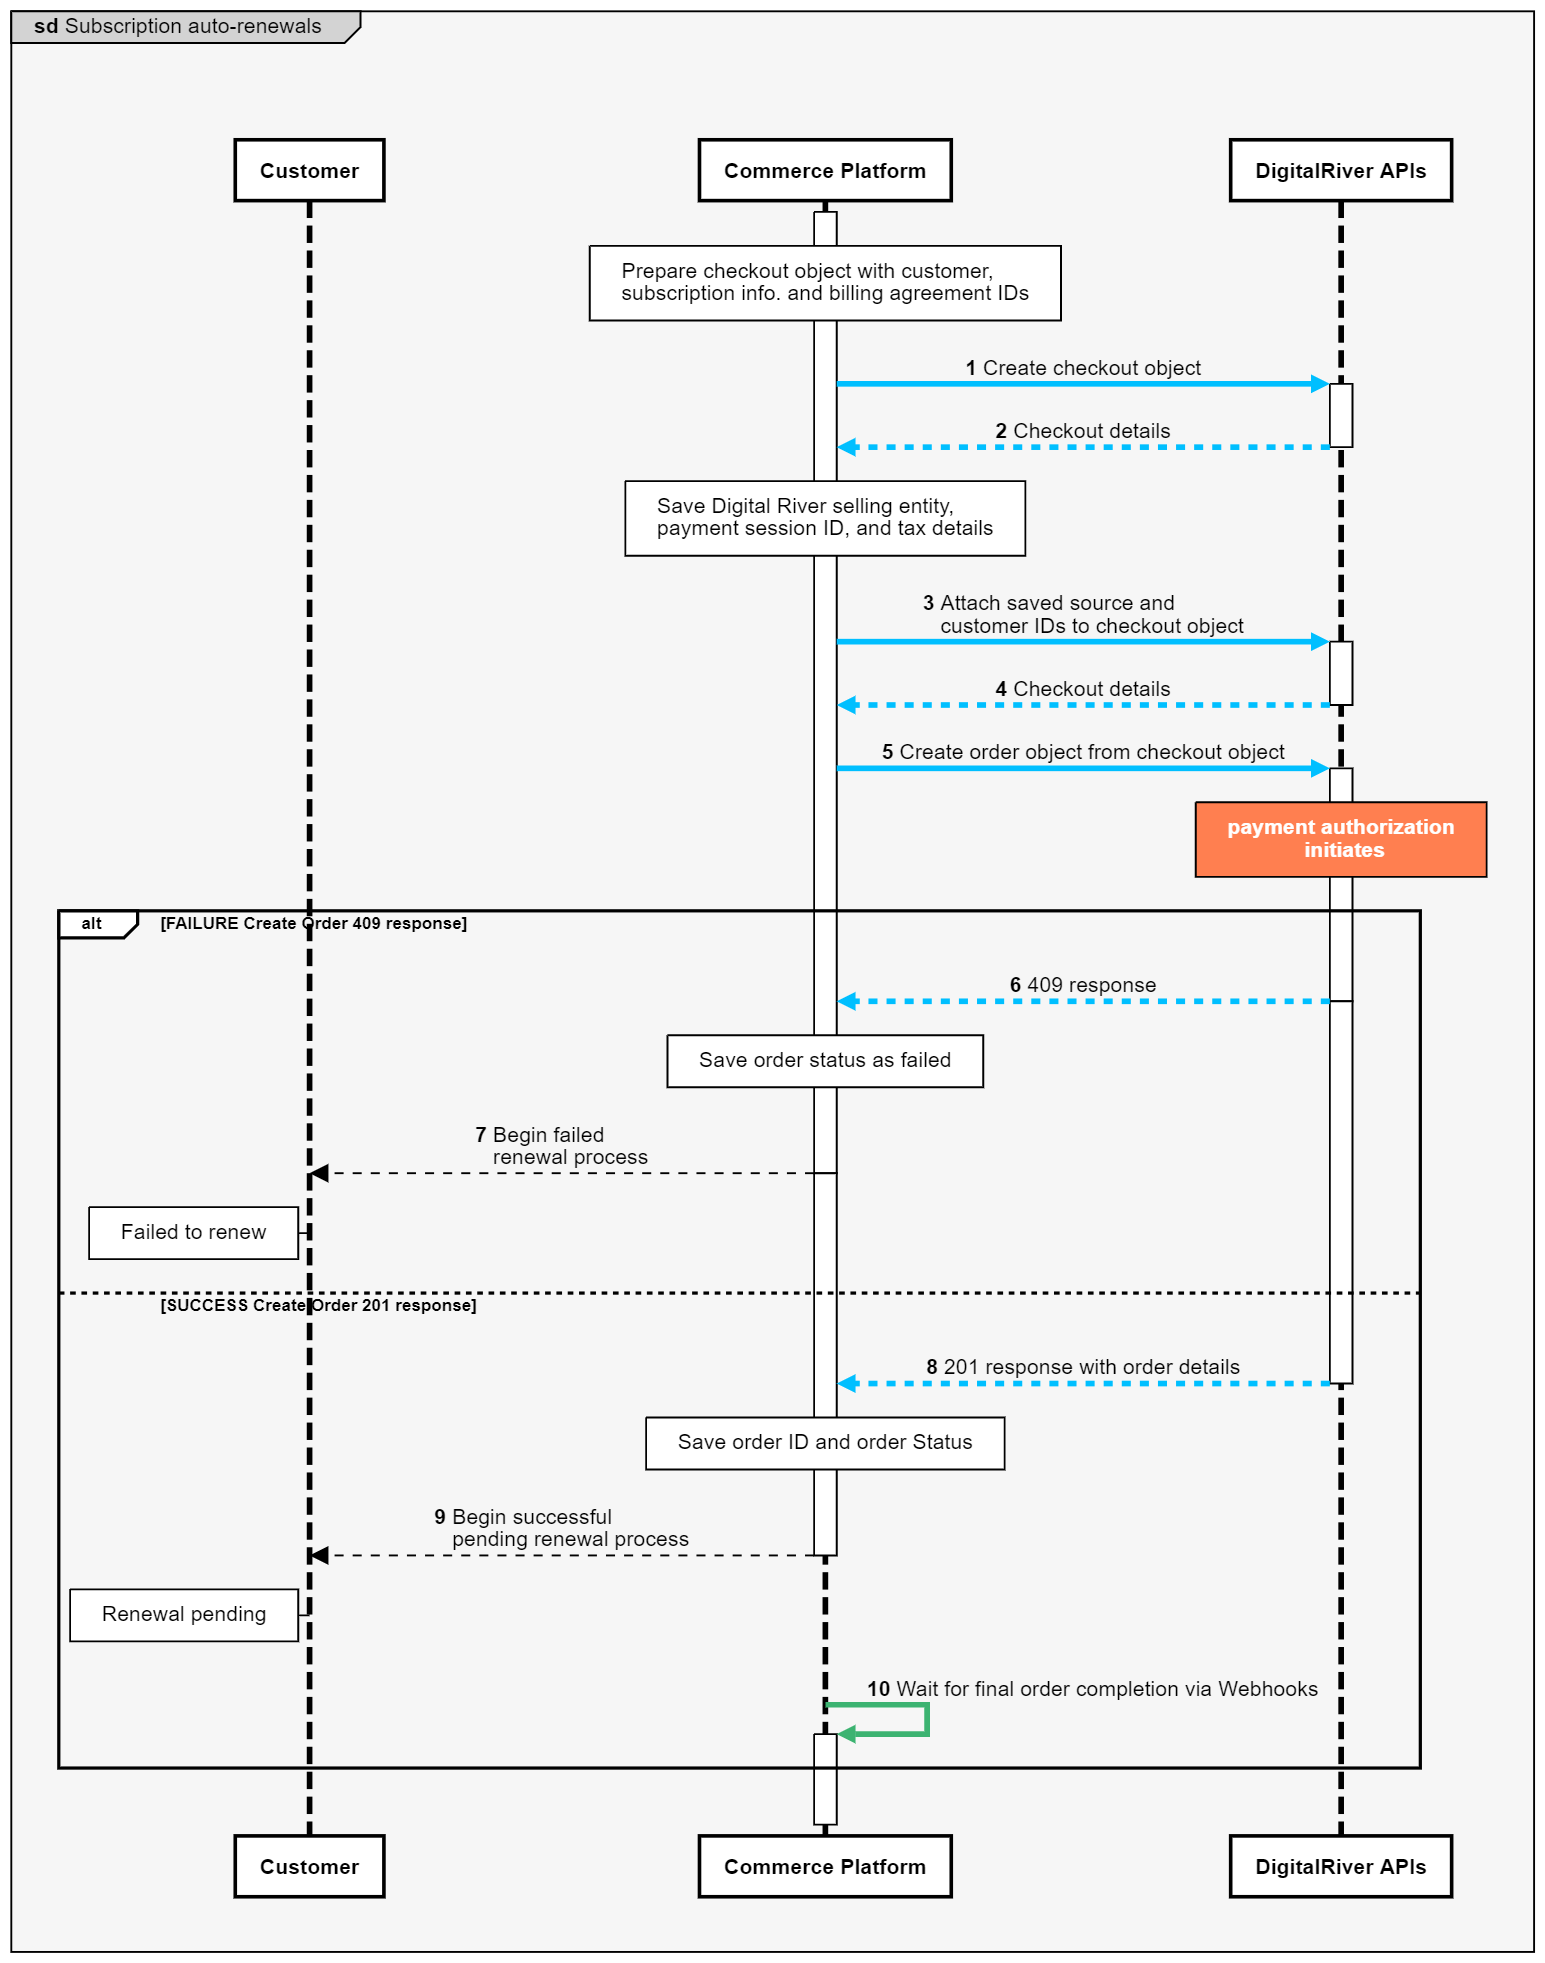 sd Subscription auto-renewals
Customer
Commerce Platform
DigitalRiver APIs
Prepare checkout object with customer,
subscription info. and billing agreement IDs
1 Create checkout object
2 Checkout details
Save Digital River selling entity,
payment session ID, and tax details
3 Attach saved source and
customer IDs to checkout object
4 Checkout details
5 Create order object from checkout object
payment authorization
initiates
alt
[FAILURE Create Order 409 response]
6 409 response
Save order status as failed
7 Begin failed
renewal process
Failed to renew
[SUCCESS Create Order 201 response]
8 201 response with order details
Save order ID and order Status
9 Begin successful
pending renewal process
Renewal pending
10 Wait for final order completion via Webhooks
Customer
Commerce Platform
DigitalRiver APIs